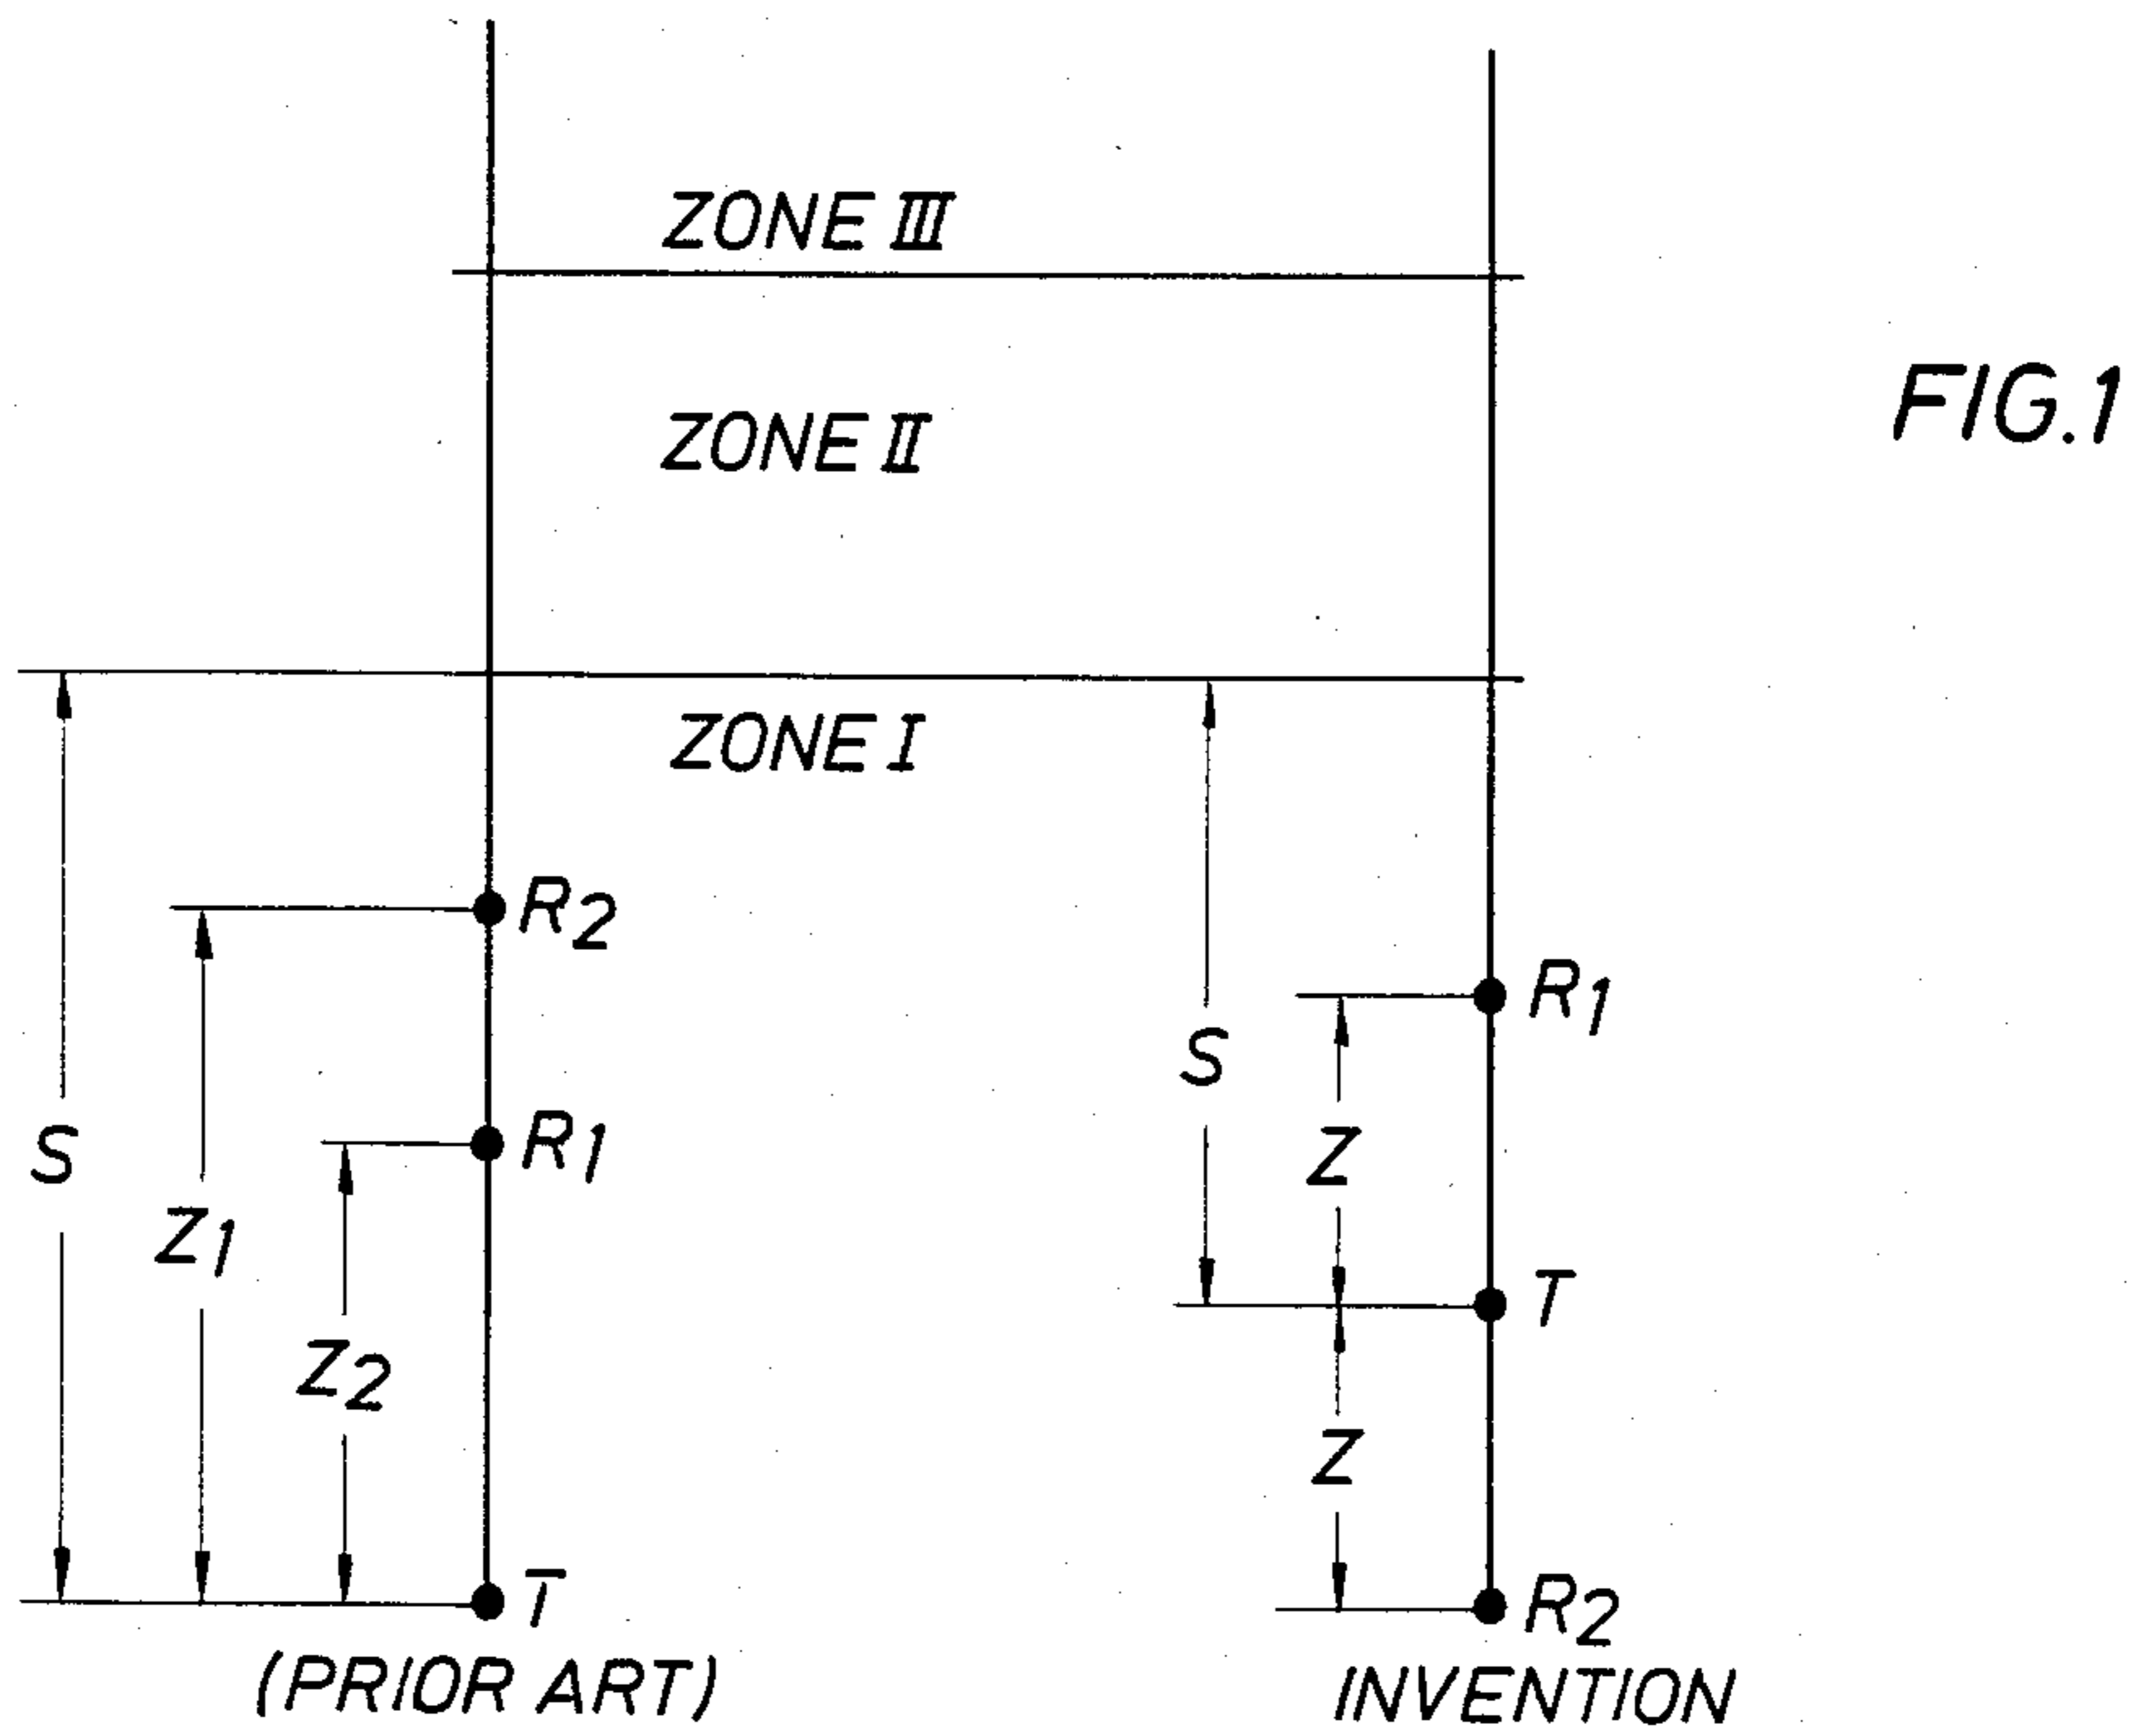 ZONE III
FIG. 1
ZONE II
ZONE I
R2
R1
S
Z
R1
S
Z1
T
Z2
Z
T
R2
(PRIOR ART)
INVENTION